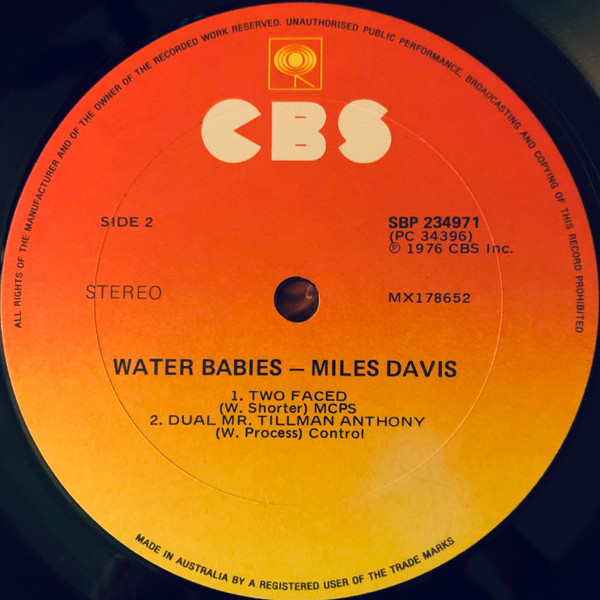 ALL RIGHTS OF THE MANUFACTURER AND OF THE OWNER OF THE RECORDED WORK RESERVED. UNAUTHORISED PUBLIC PERFORMANCE, BROADCASTING AND COPYING OF THIS RECORD PROHIBITED
CBS
SIDE 2
SBP 234971
(PC 34396)
℗ 1976 CBS Inc.
STEREO
MX178652
WATER BABIES – MILES DAVIS
1. TWO FACED
(W. Shorter) MCPS
2. DUAL MR. TILLMAN ANTHONY
(W. Process) Control
MADE IN AUSTRALIA BY A REGISTERED USER OF THE TRADE MARKS